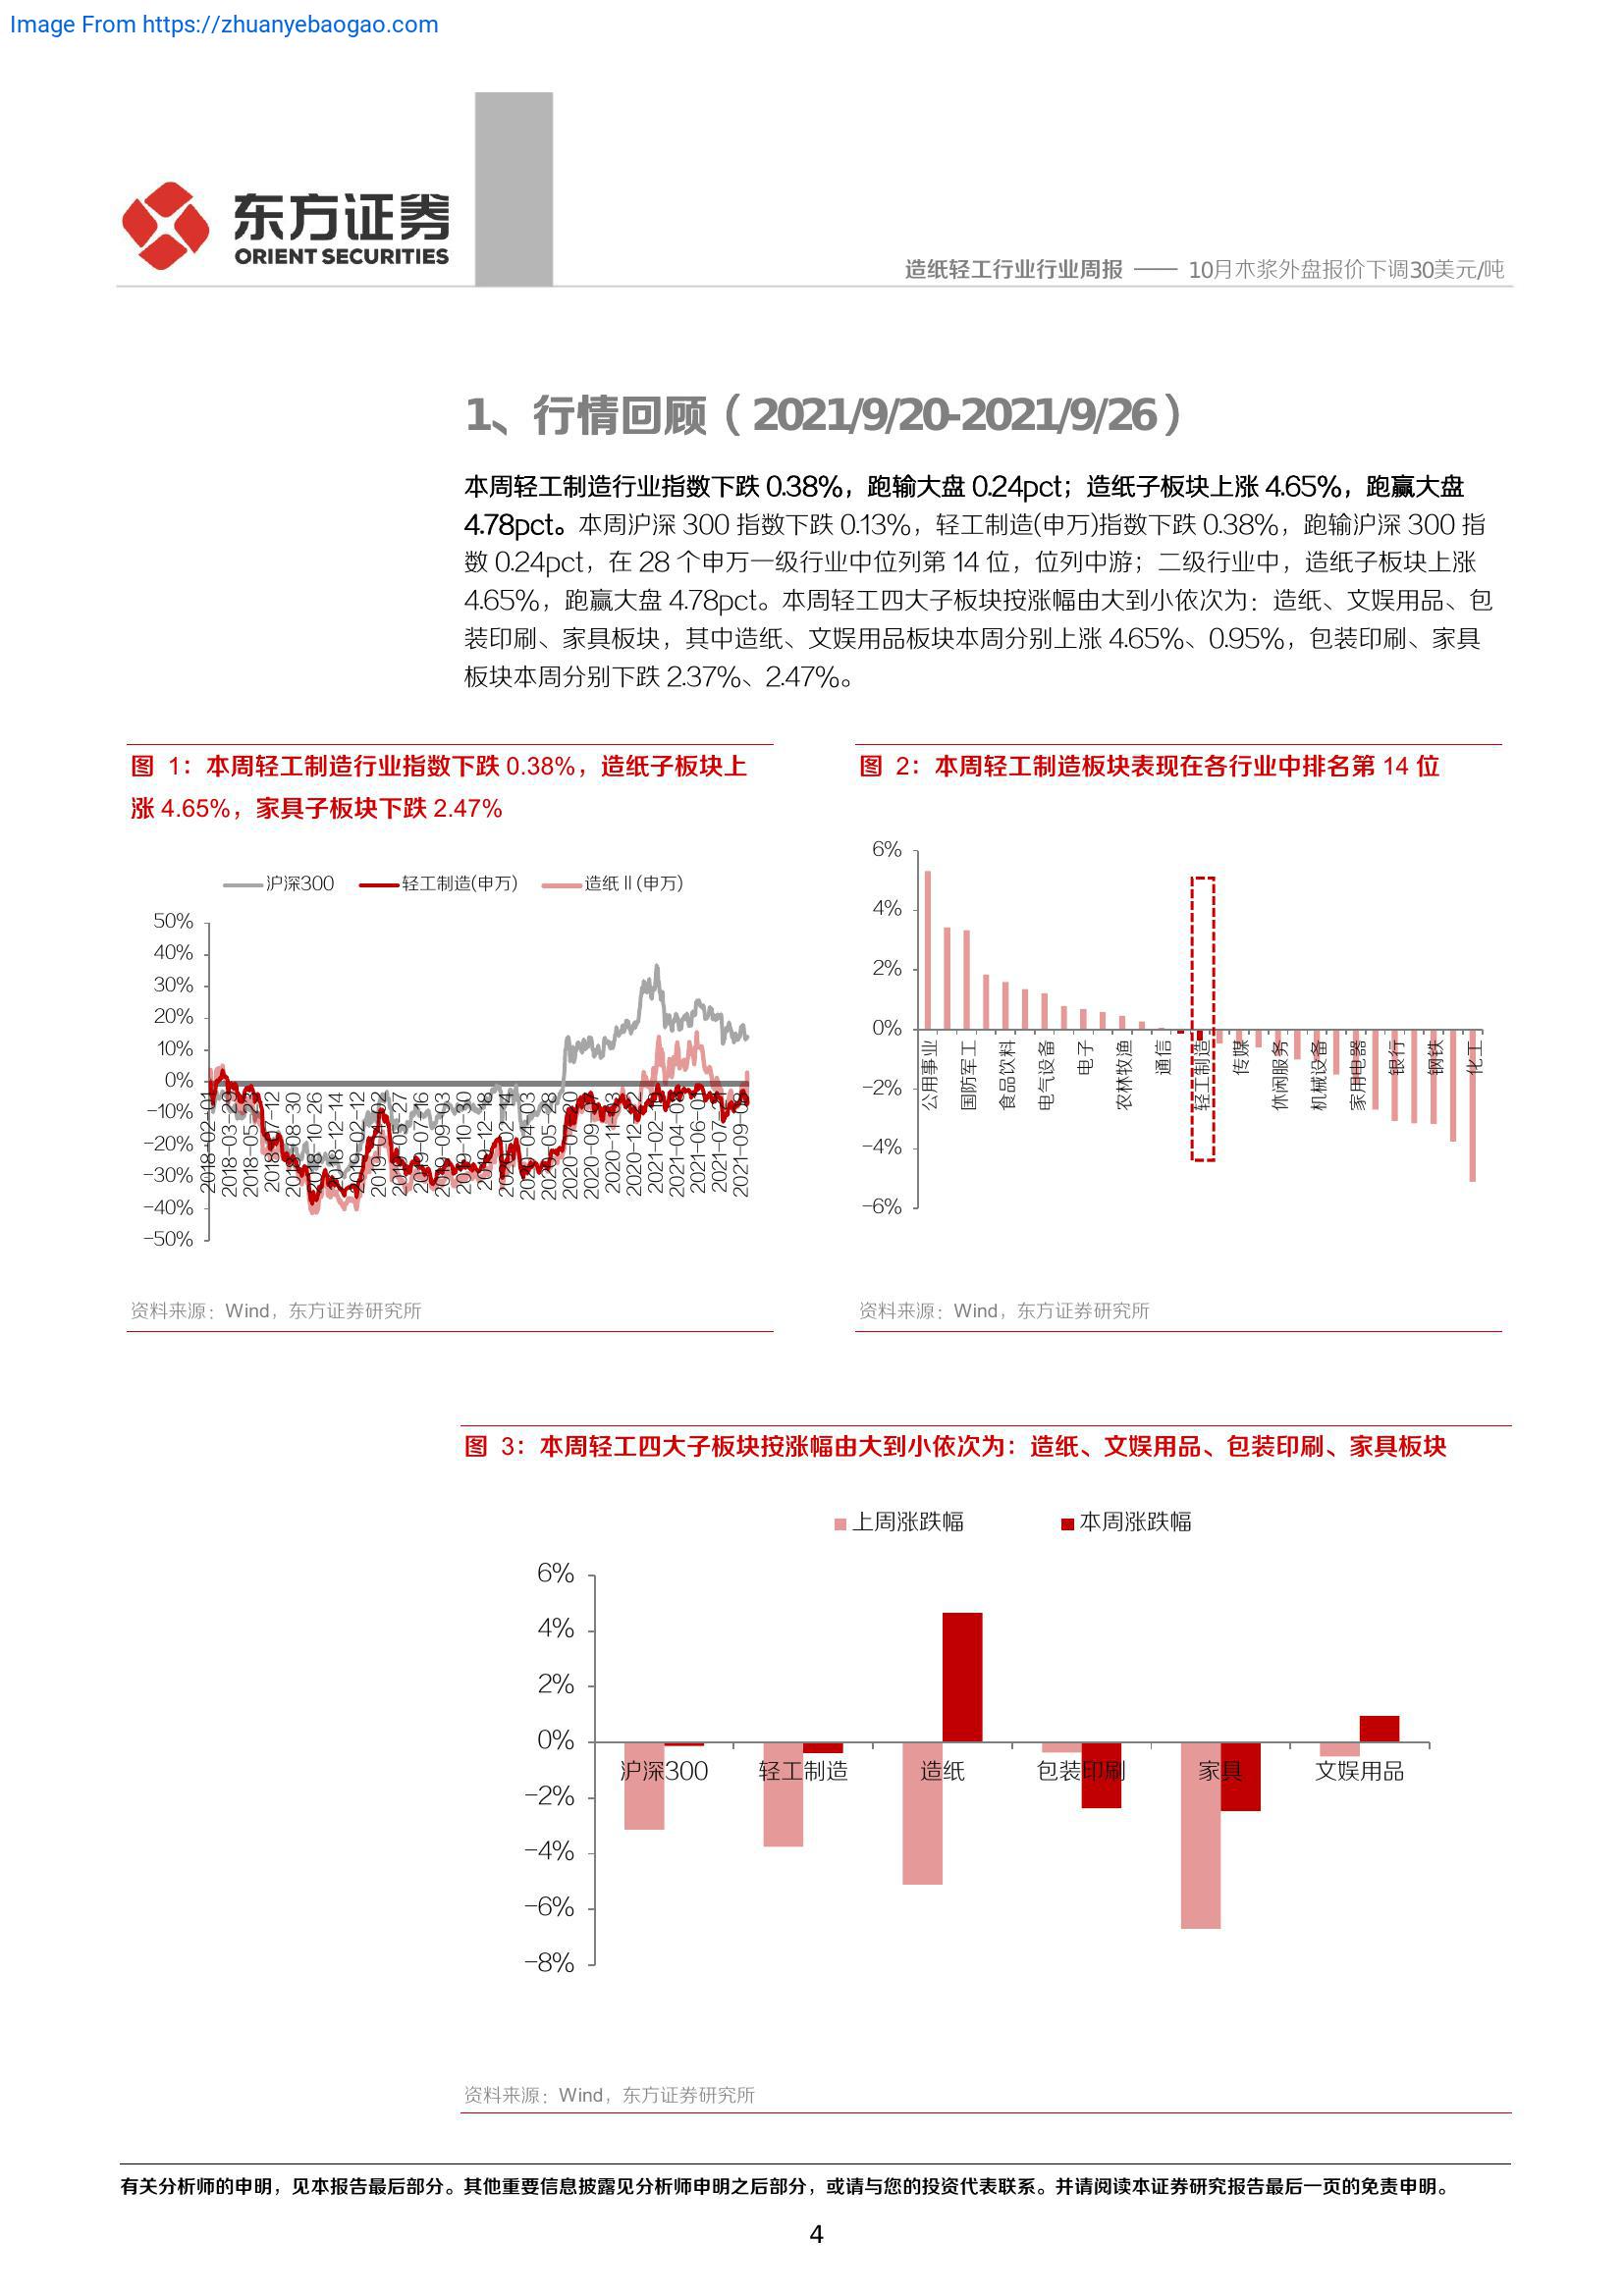 Image From https://zhuanyebaogao.com
东方证券
ORIENT SECURITIES
造纸轻工行业行业周报 —— 10月木浆外盘报价下调30美元/吨
1、行情回顾（2021/9/20-2021/9/26）
本周轻工制造行业指数下跌 0.38%，跑输大盘 0.24pct；造纸子板块上涨 4.65%，跑赢大盘
4.78pct。本周沪深 300 指数下跌 0.13%，轻工制造(申万)指数下跌 0.38%，跑输沪深 300 指
数 0.24pct，在 28 个申万一级行业中位列第 14 位，位列中游；二级行业中，造纸子板块上涨
4.65%，跑赢大盘 4.78pct。本周轻工四大子板块按涨幅由大到小依次为：造纸、文娱用品、包
装印刷、家具板块，其中造纸、文娱用品板块本周分别上涨 4.65%、0.95%，包装印刷、家具
板块本周分别下跌 2.37%、2.47%。
图 1：本周轻工制造行业指数下跌 0.38%，造纸子板块上
涨 4.65%，家具子板块下跌 2.47%
沪深300 轻工制造(申万) 造纸Ⅱ(申万)
50%
40%
30%
20%
10%
0%
-10%
-20%
-30%
-40%
-50%
2018-02-01
2018-03-29
2018-05-23
2018-07-12
2018-08-30
2018-10-26
2018-12-14
2019-02-12
2019-04-02
2019-05-27
2019-07-16
2019-09-03
2019-10-30
2019-12-18
2020-02-14
2020-04-03
2020-05-28
2020-07-20
2020-12-22
资料来源：Wind，东方证券研究所
图 2：本周轻工制造板块表现在各行业中排名第 14 位
6%
4%
2%
0%
-2%
-4%
-6%
公用事业
国防军工
食品饮料
电气设备
电子
农林牧渔
通信
轻工制造
传媒
休闲服务
机械设备
家用电器
银行
钢铁
化工
资料来源：Wind，东方证券研究所
图 3：本周轻工四大子板块按涨幅由大到小依次为：造纸、文娱用品、包装印刷、家具板块
上周涨跌幅 本周涨跌幅
6%
4%
2%
0%
-2%
-4%
-6%
-8%
沪深300 轻工制造 造纸 包装印刷 家具 文娱用品
资料来源：Wind，东方证券研究所
有关分析师的申明，见本报告最后部分。其他重要信息披露见分析师申明之后部分，或请与您的投资代表联系。并请阅读本证券研究报告最后一页的免责申明。
4